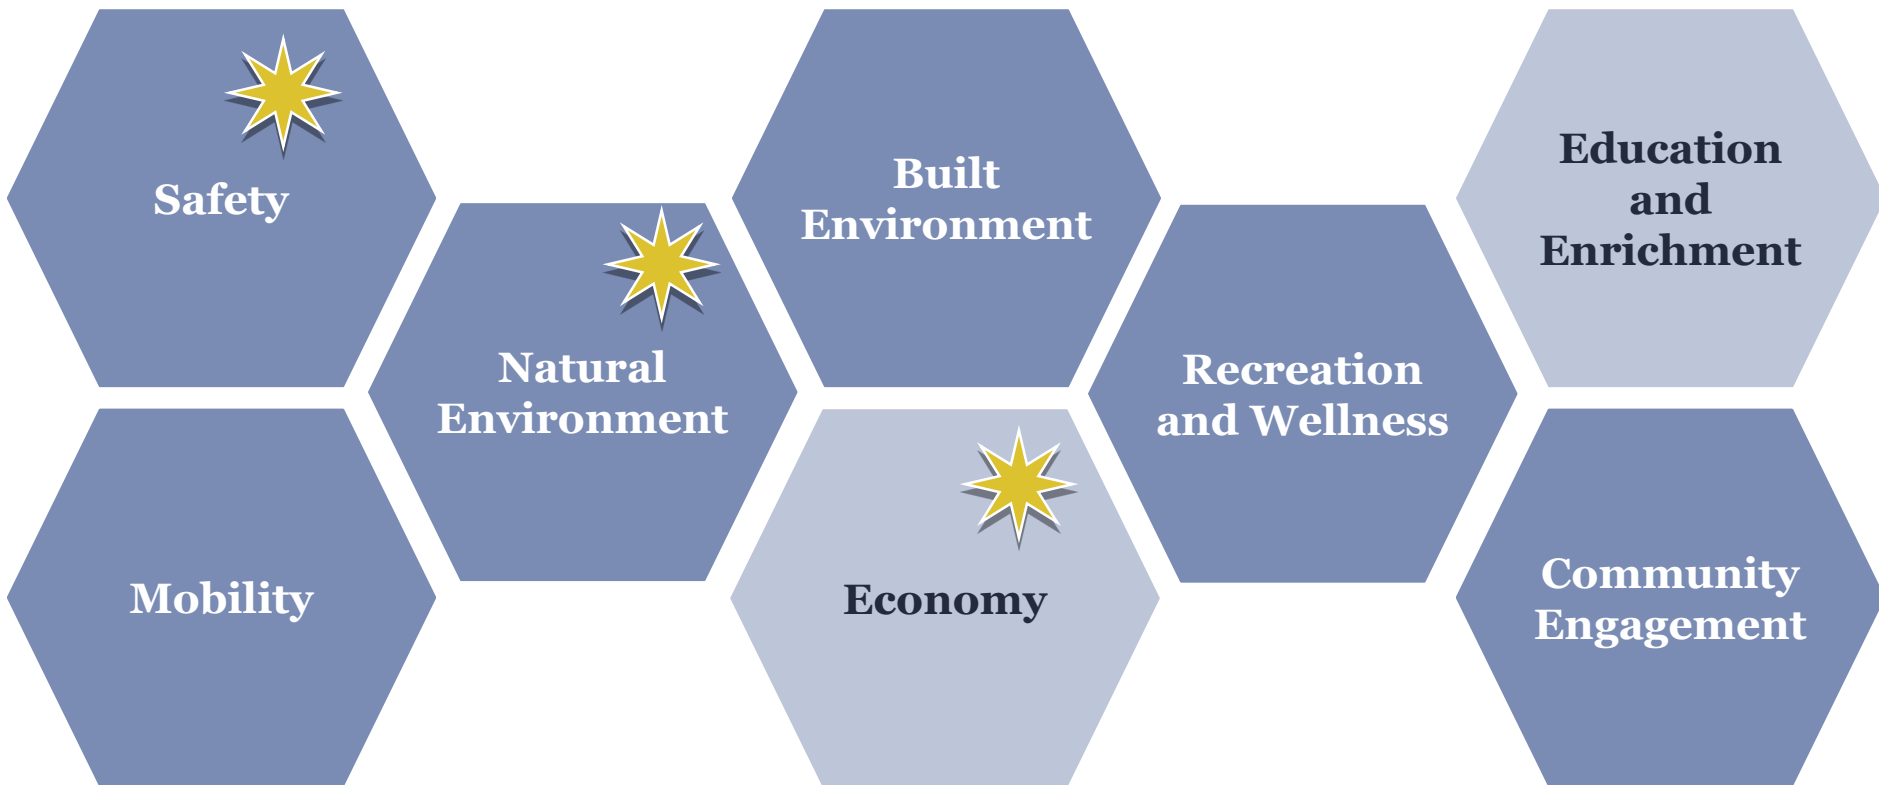 Safety
Mobility
Natural
Environment
Built
Environment
Economy
Recreation
and Wellness
Education
and
Enrichment
Community
Engagement